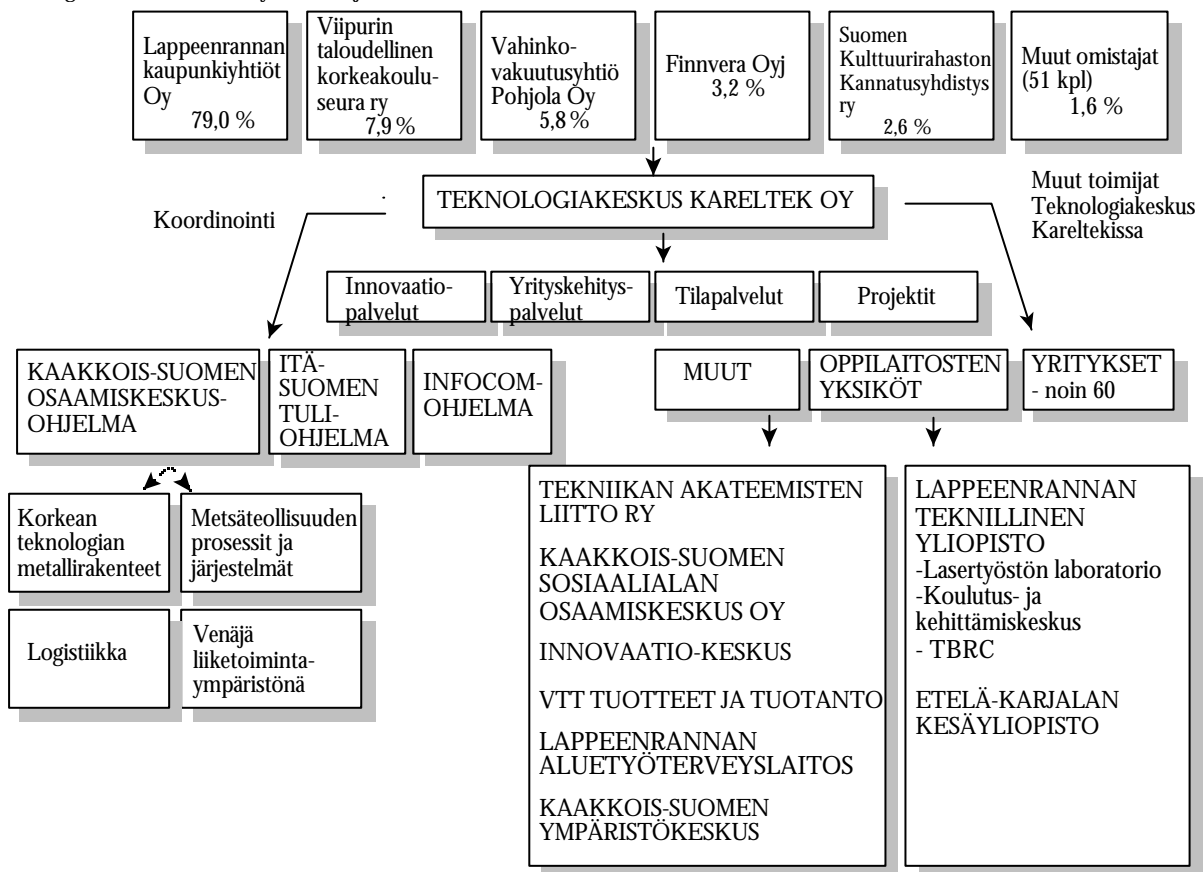 Lappeenrannan
kaupunkiyhtiöt
Oy
79,0 %
Viipurin
taloudellinen
korkeakoulu-
seura ry
7,9 %
Vahinko-
vakuutusyhtiö
Pohjola Oy
5,8 %
Finnvera Oyj
3,2 %
Suomen
Kulttuurirahaston
Kannatusyhdistys
ry
2,6 %
Muut omistajat
(51 kpl)
1,6 %
TEKNOLOGIAKESKUS KARELTEK OY
Koordinointi
Muut toimijat
Teknologiakeskus
Kareltekissa
Innovaatio-
palvelut
Yrityskehitys-
palvelut
Tilapalvelut
Projektit
KAAKKOIS-SUOMEN
OSAAMISKESKUS-
OHJELMA
ITÄ-
SUOMEN
TULI-
OHJELMA
INFOCOM-
OHJELMA
MUUT
OPPILAITOSTEN
YKSIKÖT
YRITYKSET
- noin 60
Korkean
teknologian
metallirakenteet
Metsäteollisuuden
prosessit ja
järjestelmät
Logistiikka
Venäjä
liiketoiminta-
ympäristönä
TEKNIIKAN AKATEEMISTEN
LIITTO RY
KAAKKOIS-SUOMEN
SOSIAALIALAN
OSAAMISKESKUS OY
INNOVAATIO-KESKUS
VTT TUOTTEET JA TUOTANTO
LAPPEENRANNAN
ALUETYÖTERVEYSLAITOS
KAAKKOIS-SUOMEN
YMPÄRISTÖKESKUS
LAPPEENRANNAN
TEKNILLINEN
YLIOPISTO
-Lasertyöstön laboratorio
-Koulutus- ja
kehittämiskeskus
- TBRC
ETELÄ-KARJALAN
KESÄYLIOPISTO